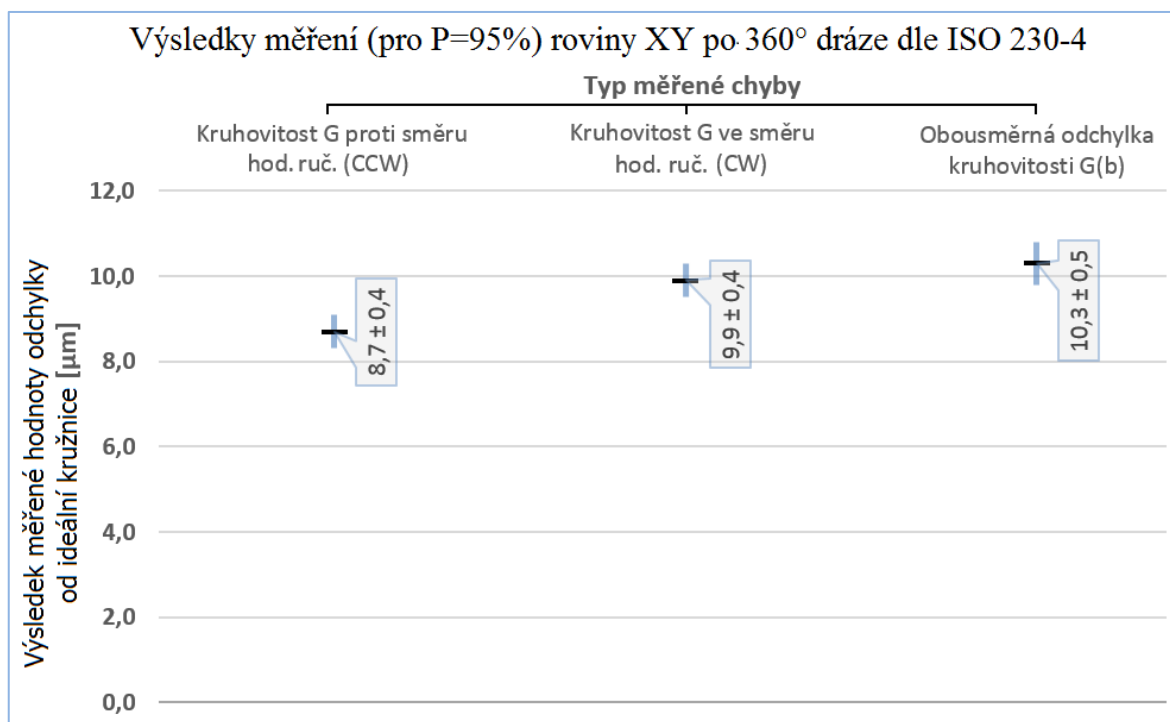 Výsledky měření (pro P=95%) roviny XY po 360° dráze dle ISO 230-4
Typ měřené chyby
Kruhovitost G proti směru
hod. ruč. (CCW)
Kruhovitost G ve směru
hod. ruč. (CW)
Obousměrná odchylka
kruhovitosti G(b)
Výsledek měřené hodnoty odchylky
od ideální kružnice [µm]
12,0
10,0
8,0
6,0
4,0
2,0
0,0
8,7 ± 0,4
9,9 ± 0,4
10,3 ± 0,5